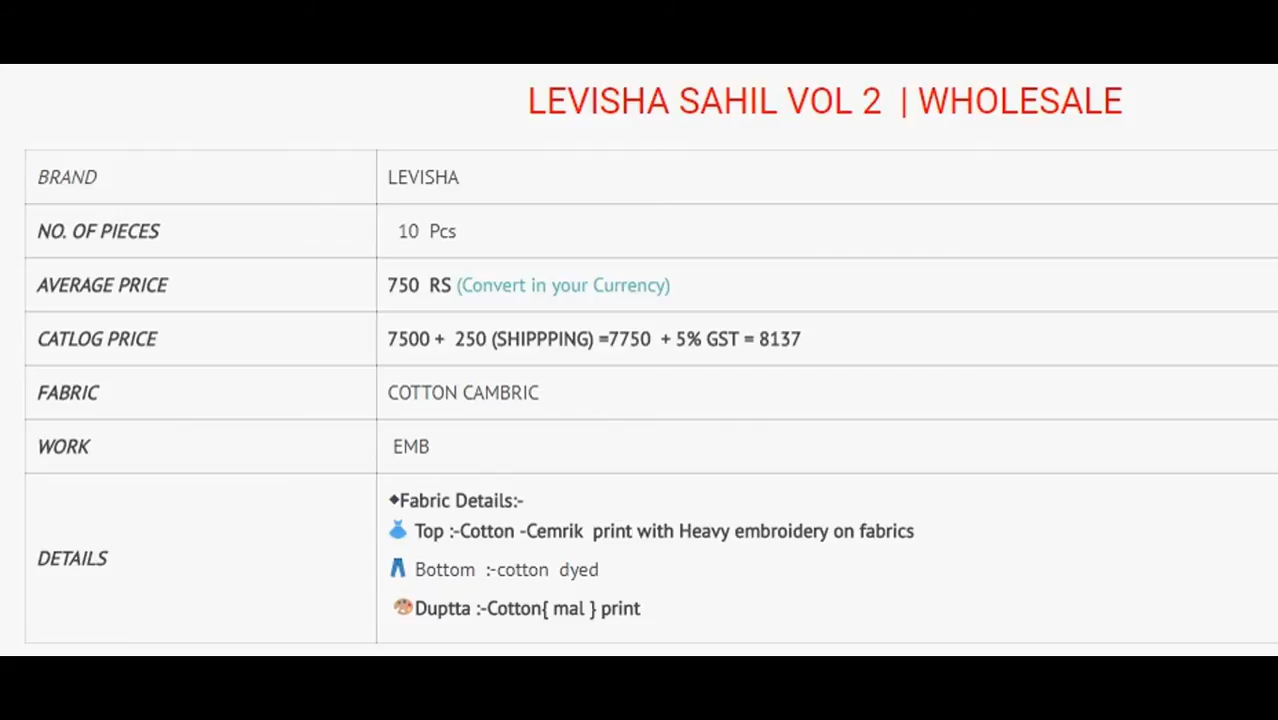 LEVISHA SAHIL VOL 2 | WHOLESALE
BRAND LEVISHA
NO. OF PIECES 10 Pcs
AVERAGE PRICE 750 RS (Convert in your Currency)
CATLOG PRICE 7500 + 250 (SHIPPPING) =7750 + 5% GST = 8137
FABRIC COTTON CAMBRIC
WORK EMB
DETAILS
◆Fabric Details:-
👗 Top :-Cotton -Cemrik print with Heavy embroidery on fabrics
👖 Bottom :-cotton dyed
🎨Duptta :-Cotton{ mal } print